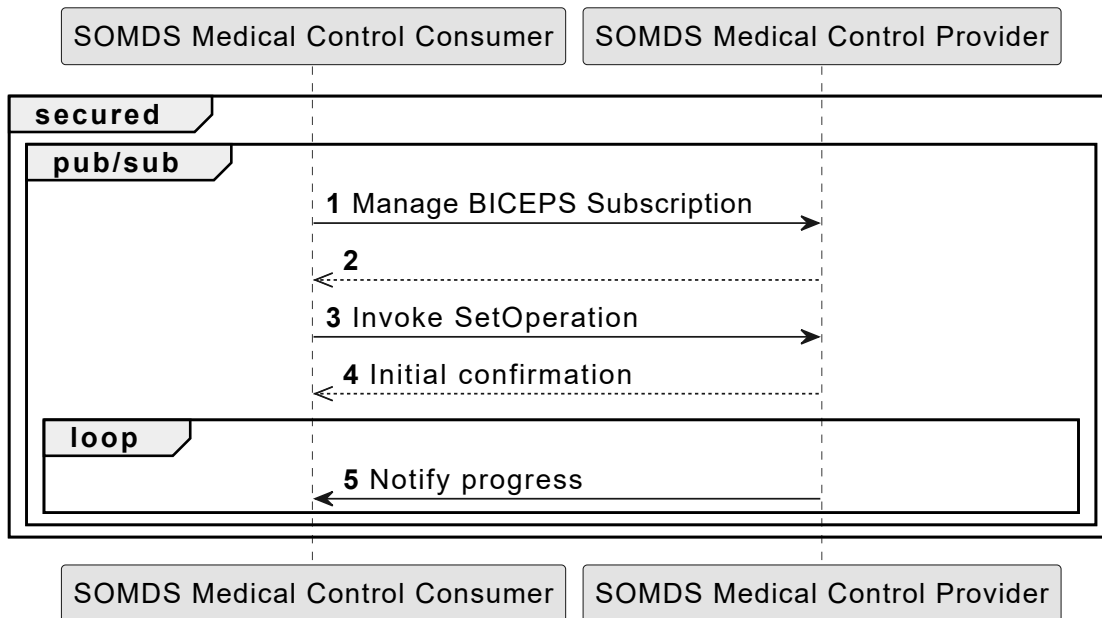 SOMDS Medical Control Consumer
SOMDS Medical Control Provider
secured
pub/sub
1 Manage BICEPS Subscription
2
3 Invoke SetOperation
4 Initial confirmation
loop
5 Notify progress
SOMDS Medical Control Consumer
SOMDS Medical Control Provider